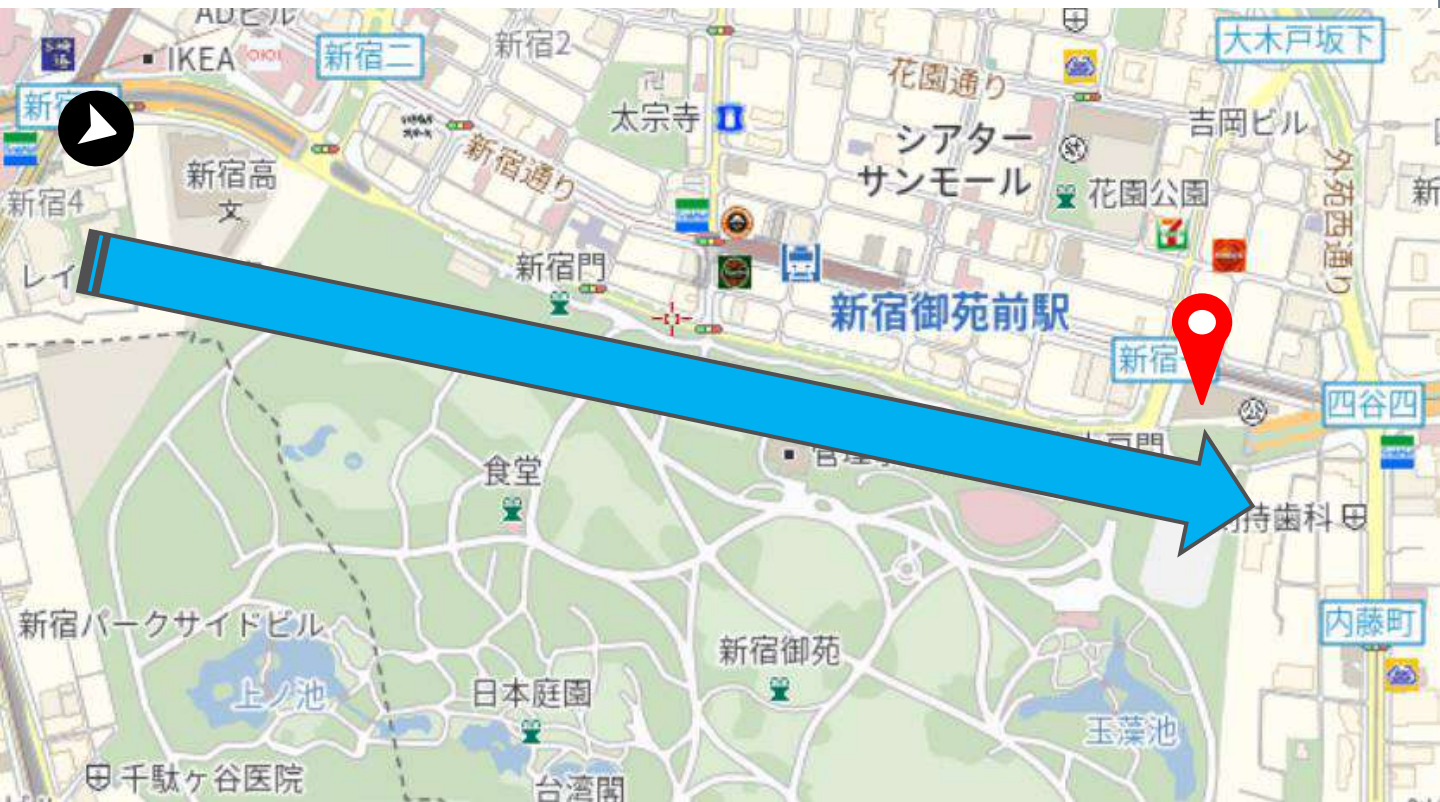 ADビル
IKEA
OIOI
新宿二
新宿2
大木戸坂下
花園通り
太宗寺
シアター
サンモール
吉岡ビル
新宿高
新宿通り
花園公園
外苑西通り
新宿4
文
新
レイ
新宿門
新宿御苑前駅
新宿
四谷四
食堂
持歯科
新宿パークサイドビル
内藤町
新宿御苑
上ノ池
日本庭園
玉藻池
千駄ヶ谷医院
台湾閣